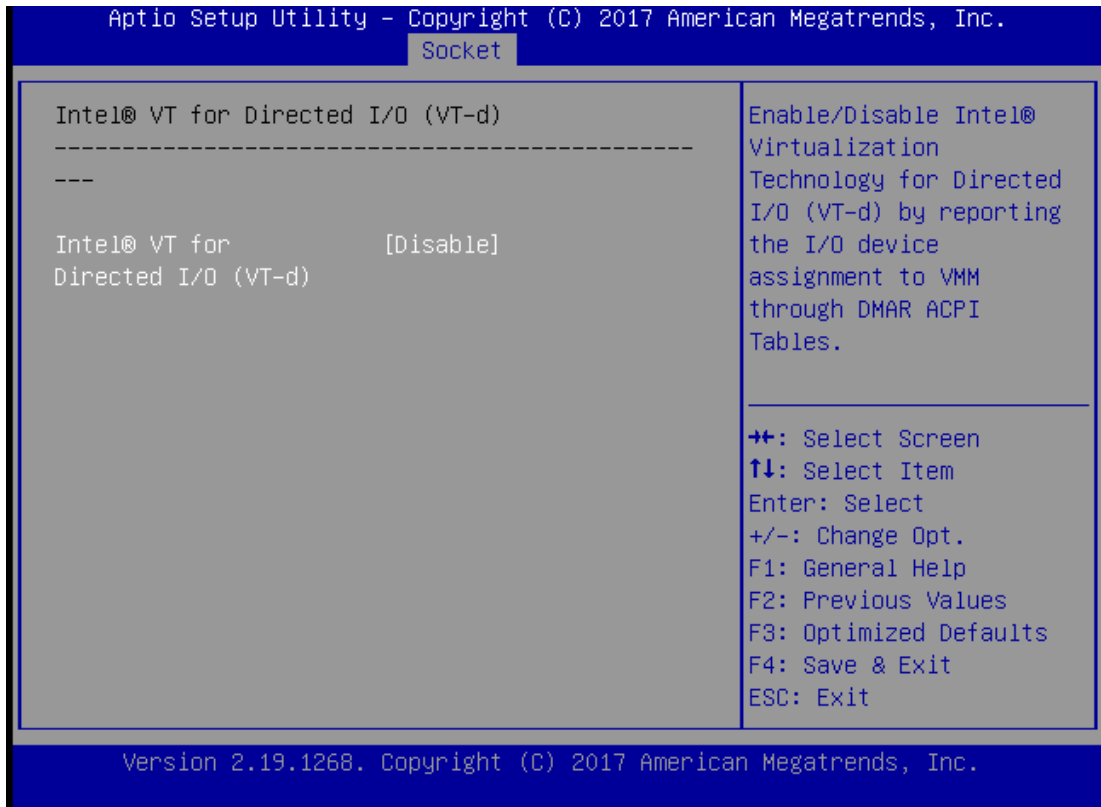 Aptio Setup Utility – Copyright (C) 2017 American Megatrends, Inc.
Socket
Intel® VT for Directed I/O (VT-d)
-----------------------------------------------
---
Intel® VT for [Disable]
Directed I/O (VT-d)
Enable/Disable Intel®
Virtualization
Technology for Directed
I/O (VT-d) by reporting
the I/O device
assignment to VMM
through DMAR ACPI
Tables.
→←: Select Screen
↑↓: Select Item
Enter: Select
+/-: Change Opt.
F1: General Help
F2: Previous Values
F3: Optimized Defaults
F4: Save & Exit
ESC: Exit
Version 2.19.1268. Copyright (C) 2017 American Megatrends, Inc.